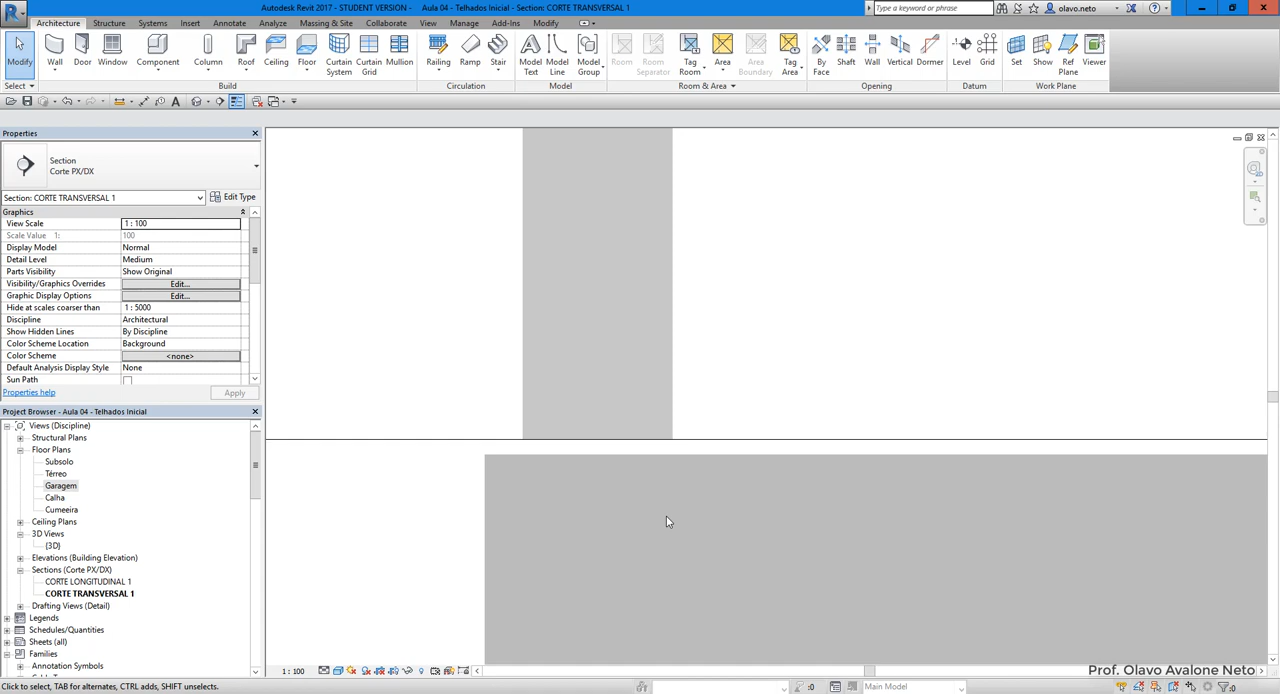 Autodesk Revit 2017 - STUDENT VERSION - Aula 04 - Telhados Inicial - Section: CORTE TRANSVERSAL 1
Type a keyword or phrase
olavo.neto
Architecture Structure Systems Insert Annotate Analyze Massing & Site Collaborate View Manage Add-Ins Modify
Modify Wall Door Window Component Column Roof Ceiling Floor Curtain System Curtain Grid Mullion Railing Ramp Stair Model Text Model Line Model Group Room Room Separator Tag Room Area Area Boundary Tag Area By Face Shaft Wall Vertical Dormer Level Grid Set Show Ref Plane Viewer
Select Build Circulation Model Room & Area Opening Datum Work Plane
Properties
Section
Corte PX/DX
Section: CORTE TRANSVERSAL 1 Edit Type
Graphics
View Scale 1 : 100
Scale Value 1: 100
Display Model Normal
Detail Level Medium
Parts Visibility Show Original
Visibility/Graphics Overrides Edit...
Graphic Display Options Edit...
Hide at scales coarser than 1 : 5000
Discipline Architectural
Show Hidden Lines By Discipline
Color Scheme Location Background
Color Scheme <none>
Default Analysis Display Style None
Sun Path
Properties help Apply
Project Browser - Aula 04 - Telhados Inicial
Views (Discipline)
Structural Plans
Floor Plans
Subsolo
Térreo
Garagem
Calha
Cumeeira
Ceiling Plans
3D Views
{3D}
Elevations (Building Elevation)
Sections (Corte PX/DX)
CORTE LONGITUDINAL 1
CORTE TRANSVERSAL 1
Drafting Views (Detail)
Legends
Schedules/Quantities
Sheets (all)
Families
Annotation Symbols
1 : 100
Prof. Olavo Avalone Neto
Click to select, TAB for alternates, CTRL adds, SHIFT unselects.
:0 Main Model :0